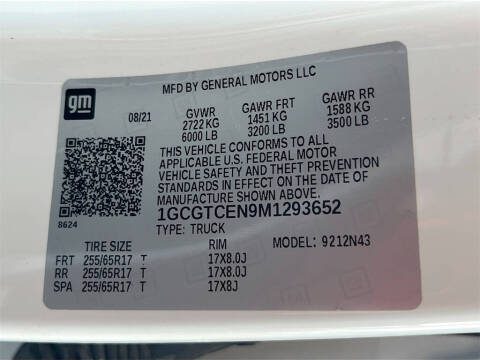 MFD BY GENERAL MOTORS LLC
gm
08/21 GVWR GAWR FRT GAWR RR
2722 KG 1451 KG 1588 KG
6000 LB 3200 LB 3500 LB
THIS VEHICLE CONFORMS TO ALL
APPLICABLE U.S. FEDERAL MOTOR
VEHICLE SAFETY AND THEFT PREVENTION
STANDARDS IN EFFECT ON THE DATE OF
MANUFACTURE SHOWN ABOVE.
8624
1GCGTCEN9M1293652
TYPE: TRUCK
TIRE SIZE RIM MODEL: 9212N43
FRT 255/65R17 T 17X8.0J
RR 255/65R17 T 17X8.0J
SPA 255/65R17 T 17X8J